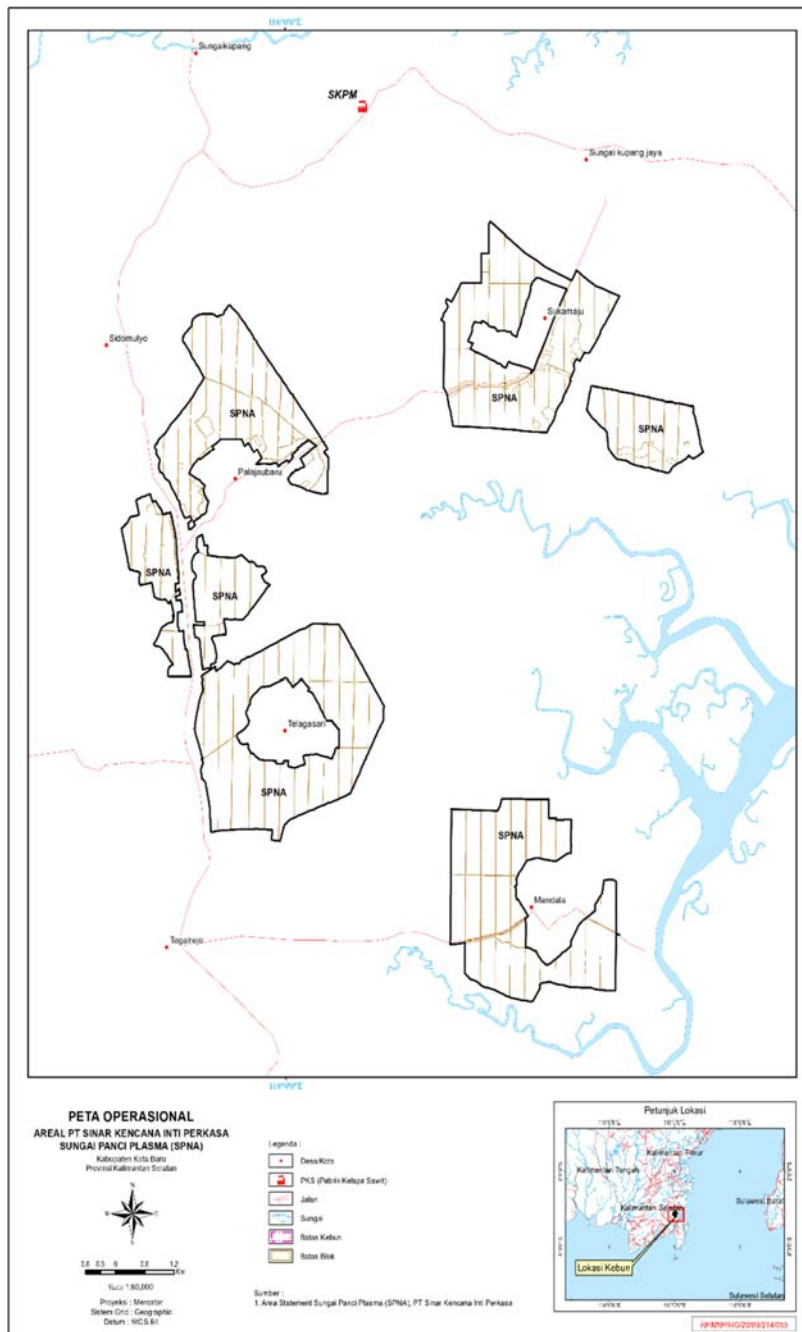 Sungaikupang
SKPM
Sungai kupang jaya
Sukamaju
Sidomulyo
SPNA
SPNA
SPNA
Palajaubaru
SPNA
SPNA
Telagasari
SPNA
SPNA
Mandala
Tegalrejo
PETA OPERASIONAL
AREAL PT SINAR KENCANA INTI PERKASA
SUNGAI PANCI PLASMA (SPNA)
Kabupaten Kota Baru
Provinsi Kalimantan Selatan
N
W E
S
Km
Proyeksi : Mercator
Sistem Grid : Geographic
Datum : WGS 84
Legenda :
Desa/Kota
PKS (Pabrik Kelapa Sawit)
Jalan
Sungai
Batas Kebun
Batas Blok
Sumber :
1. Area Statement Sungai Panci Plasma (SPNA), PT Sinar Kencana Inti Perkasa
Petunjuk Lokasi
Kalimantan Timur
Kalimantan Tengah
Kalimantan Selatan
Sulawesi Barat
Lokasi Kebun
Sulawesi Selatan